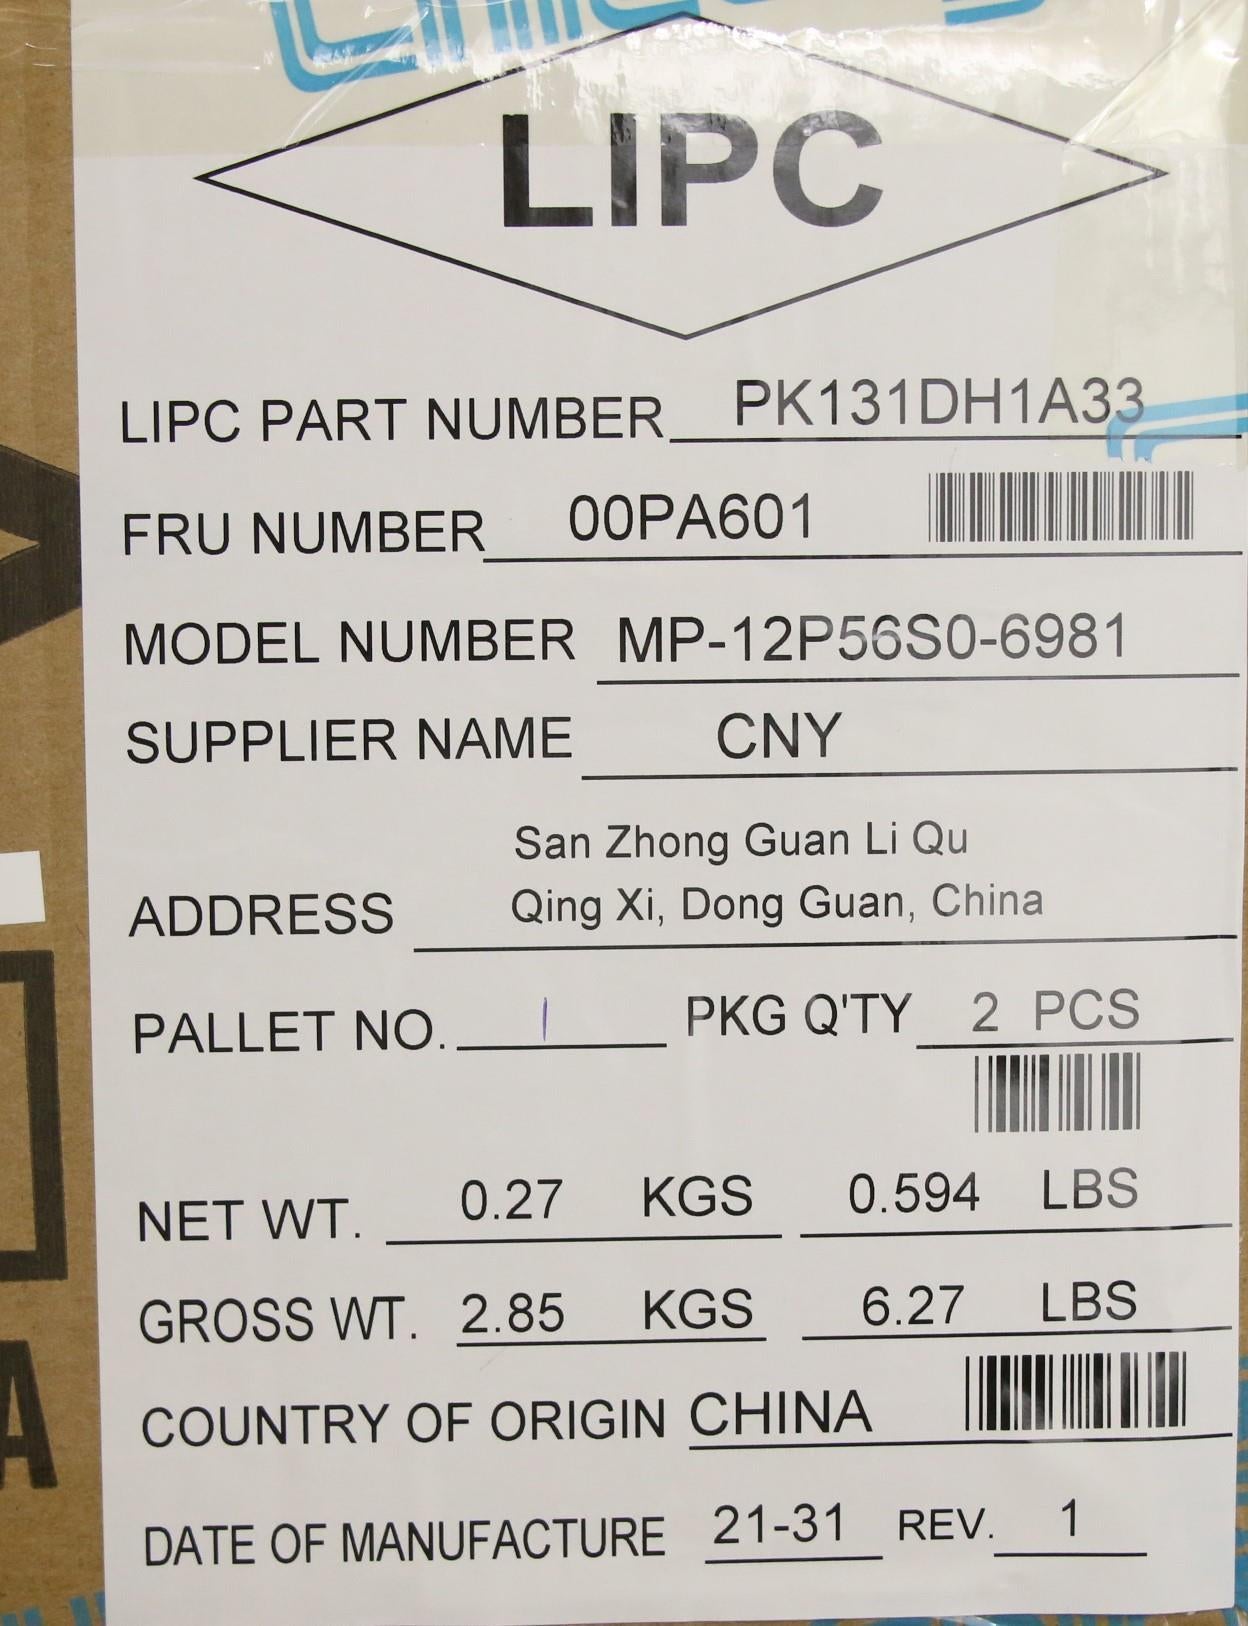 LIPC
LIPC PART NUMBER PK131DH1A33
FRU NUMBER 00PA601
MODEL NUMBER MP-12P56S0-6981
SUPPLIER NAME CNY
San Zhong Guan Li Qu
ADDRESS Qing Xi, Dong Guan, China
PALLET NO. 1 PKG Q'TY 2 PCS
NET WT. 0.27 KGS 0.594 LBS
GROSS WT. 2.85 KGS 6.27 LBS
COUNTRY OF ORIGIN CHINA
DATE OF MANUFACTURE 21-31 REV. 1
A